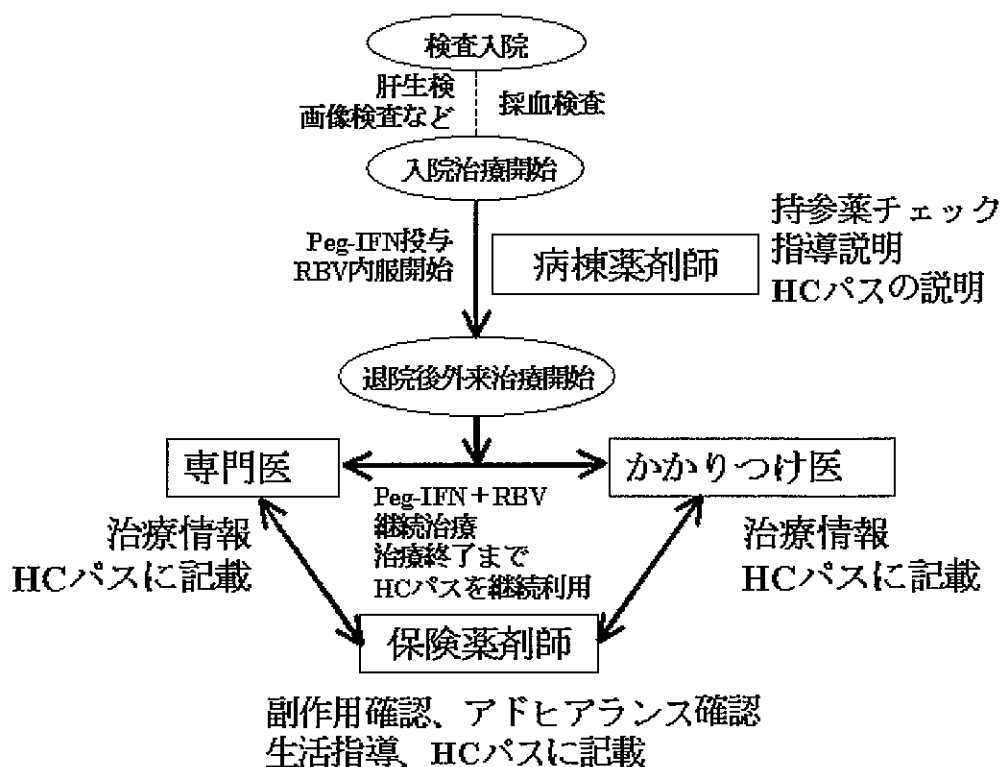 検査入院
肝生検
画像検査など
採血検査
入院治療開始
Peg-IFN投与
RBV内服開始
病棟薬剤師
持参薬チェック
指導説明
HCパスの説明
退院後外来治療開始
専門医
かかりつけ医
Peg-IFN+RBV
継続治療
治療終了まで
HCパスを継続利用
治療情報
HCパスに記載
治療情報
HCパスに記載
保険薬剤師
副作用確認、アドヒアランス確認
生活指導、HCパスに記載